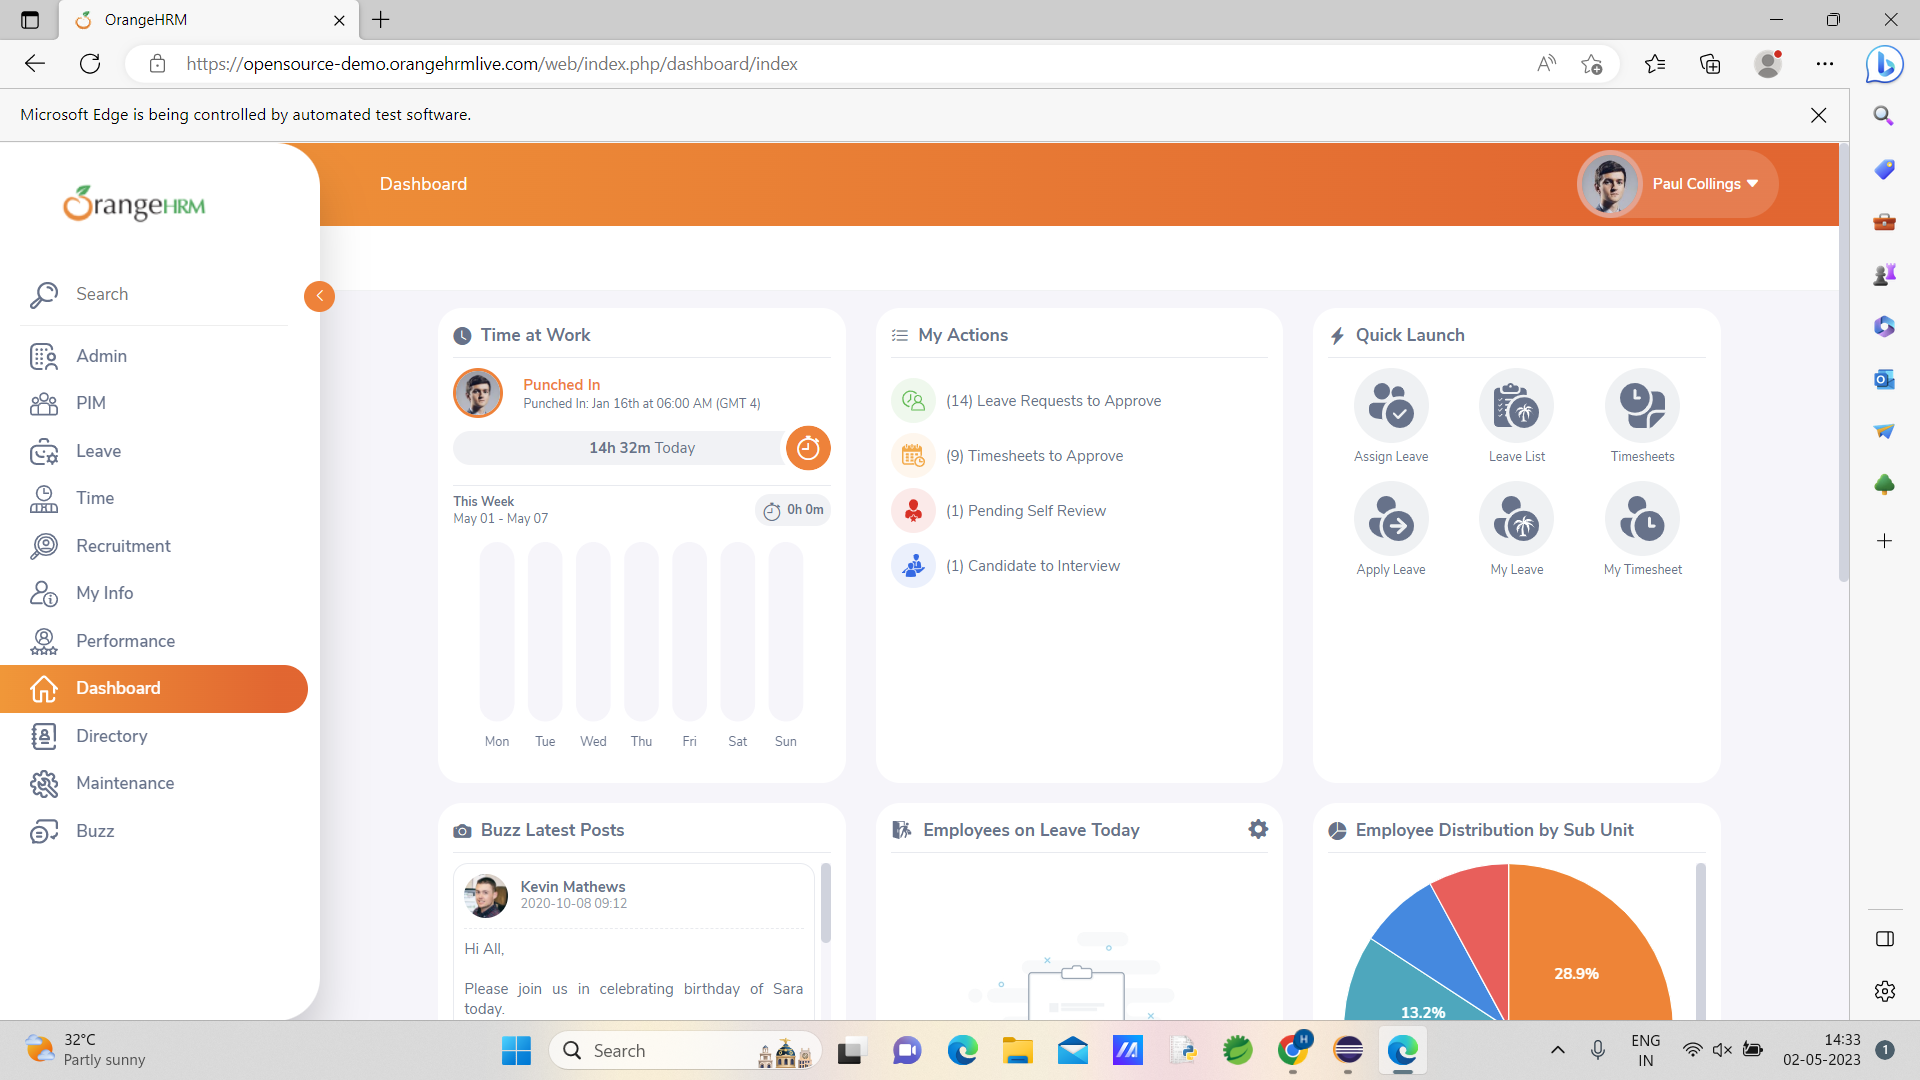 OrangeHRM
https://opensource-demo.orangehrmlive.com/web/index.php/dashboard/index
Microsoft Edge is being controlled by automated test software.
OrangeHRM
Dashboard
Paul Collings
Search
Admin
PIM
Leave
Time
Recruitment
My Info
Performance
Dashboard
Directory
Maintenance
Buzz
Time at Work
Punched In
Punched In: Jan 16th at 06:00 AM (GMT 4)
14h 32m Today
This Week
May 01 - May 07
0h 0m
Mon Tue Wed Thu Fri Sat Sun
My Actions
(14) Leave Requests to Approve
(9) Timesheets to Approve
(1) Pending Self Review
(1) Candidate to Interview
Quick Launch
Assign Leave
Leave List
Timesheets
Apply Leave
My Leave
My Timesheet
Buzz Latest Posts
Kevin Mathews
2020-10-08 09:12
Hi All,
Please join us in celebrating birthday of Sara
today.
Employees on Leave Today
Employee Distribution by Sub Unit
28.9%
13.2%
32°C
Partly sunny
Search
H
ENG
IN
14:33
02-05-2023
1